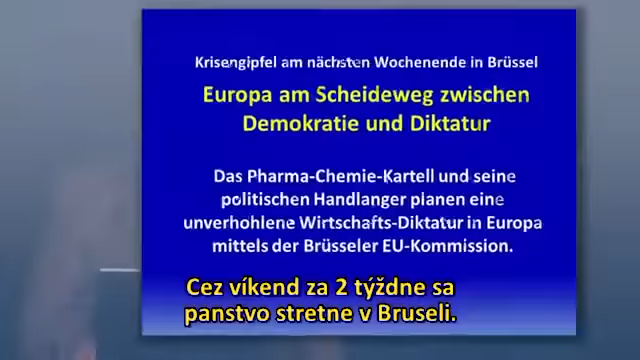 Krisengipfel am nächsten Wochenende in Brüssel
Europa am Scheideweg zwischen
Demokratie und Diktatur
Das Pharma-Chemie-Kartell und seine
politischen Handlanger planen eine
unverhohlene Wirtschafts-Diktatur in Europa
mittels der Brüsseler EU-Kommission.
Cez víkend za 2 týždne sa
panstvo stretne v Bruseli.